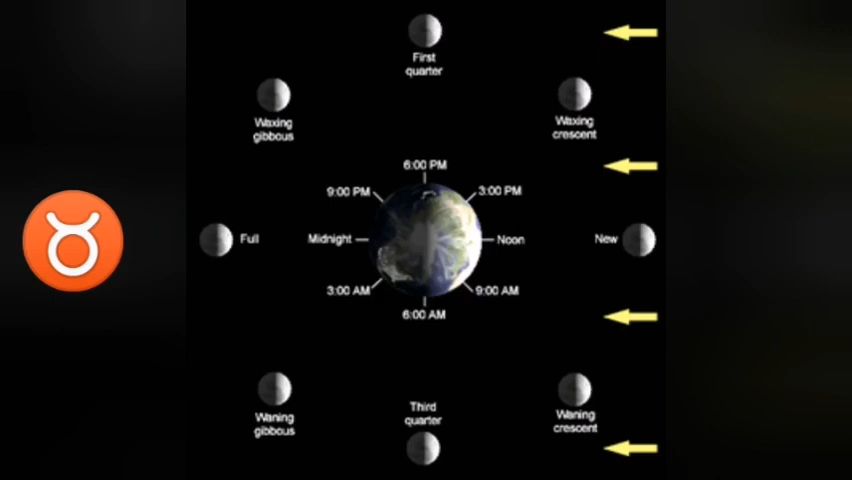 First
quarter
Waxing
gibbous
Waxing
crescent
6:00 PM
9:00 PM
3:00 PM
Full
Midnight
Noon
New
3:00 AM
9:00 AM
6:00 AM
Waning
gibbous
Third
quarter
Waning
crescent